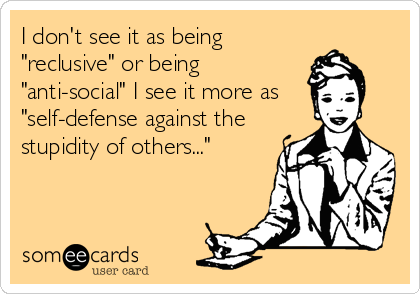 I don't see it as being
"reclusive" or being
"anti-social" I see it more as
"self-defense against the
stupidity of others..."
someecards
user card